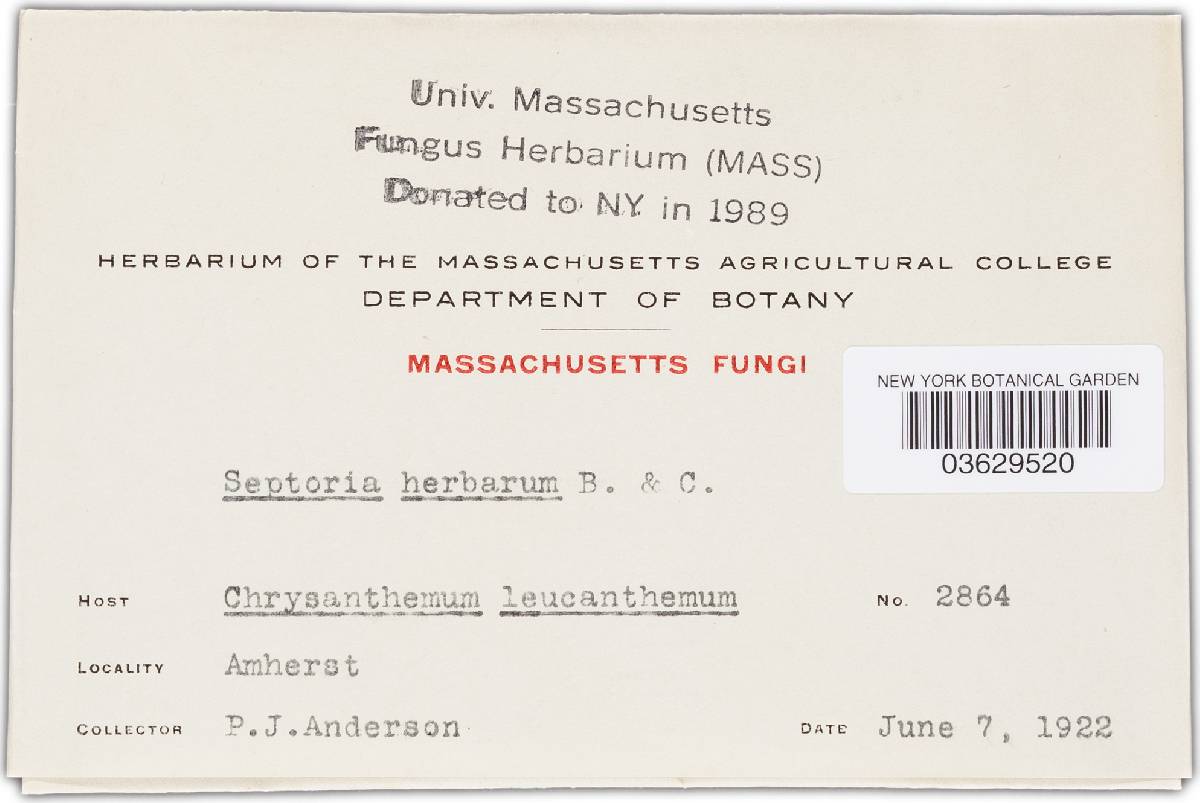 Univ. Massachusetts
Fungus Herbarium (MASS)
Donated to NY in 1989
HERBARIUM OF THE MASSACHUSETTS AGRICULTURAL COLLEGE
DEPARTMENT OF BOTANY
MASSACHUSETTS FUNGI
NEW YORK BOTANICAL GARDEN
03629520
Septoria herbarum B. & C.
HOST Chrysanthemum leucanthemum No. 2864
LOCALITY Amherst
COLLECTOR P.J.Anderson DATE June 7, 1922